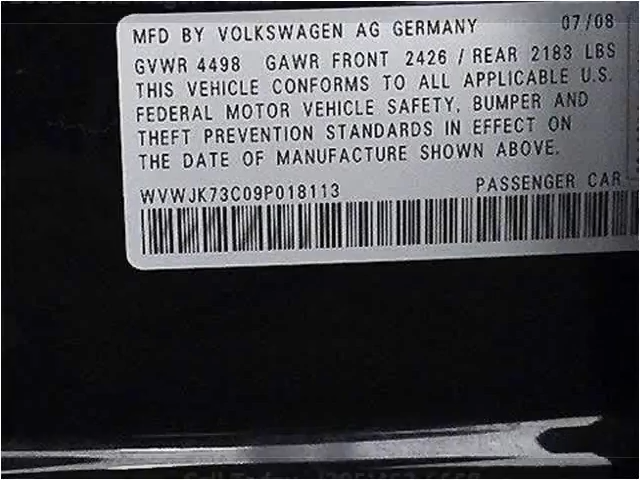 MFD BY VOLKSWAGEN AG GERMANY 07/08
GVWR 4498 GAWR FRONT 2426 / REAR 2183 LBS
THIS VEHICLE CONFORMS TO ALL APPLICABLE U.S.
FEDERAL MOTOR VEHICLE SAFETY, BUMPER AND
THEFT PREVENTION STANDARDS IN EFFECT ON
THE DATE OF MANUFACTURE SHOWN ABOVE.
WVWJK73C09P018113 PASSENGER CAR